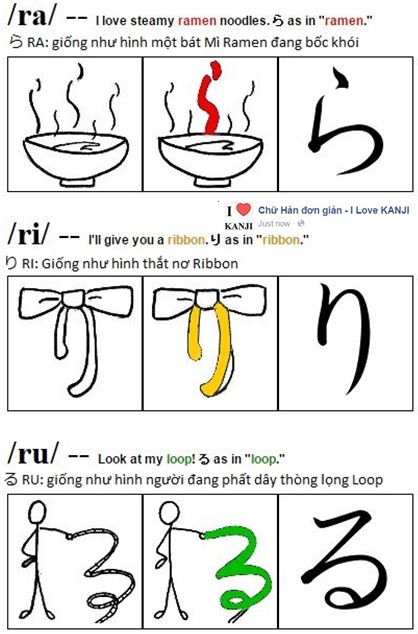 /ra/ -- I love steamy ramen noodles. ら as in "ramen."
ら RA: giống như hình một bát Mì Ramen đang bốc khói
ら
I ❤ KANJI Chữ Hán đơn giản - I Love KANJI
Just now
/ri/ -- I'll give you a ribbon. り as in "ribbon."
り RI: Giống như hình thắt nơ Ribbon
り
/ru/ -- Look at my loop! る as in "loop."
る RU: giống như hình người đang phất dây thòng lọng Loop
る